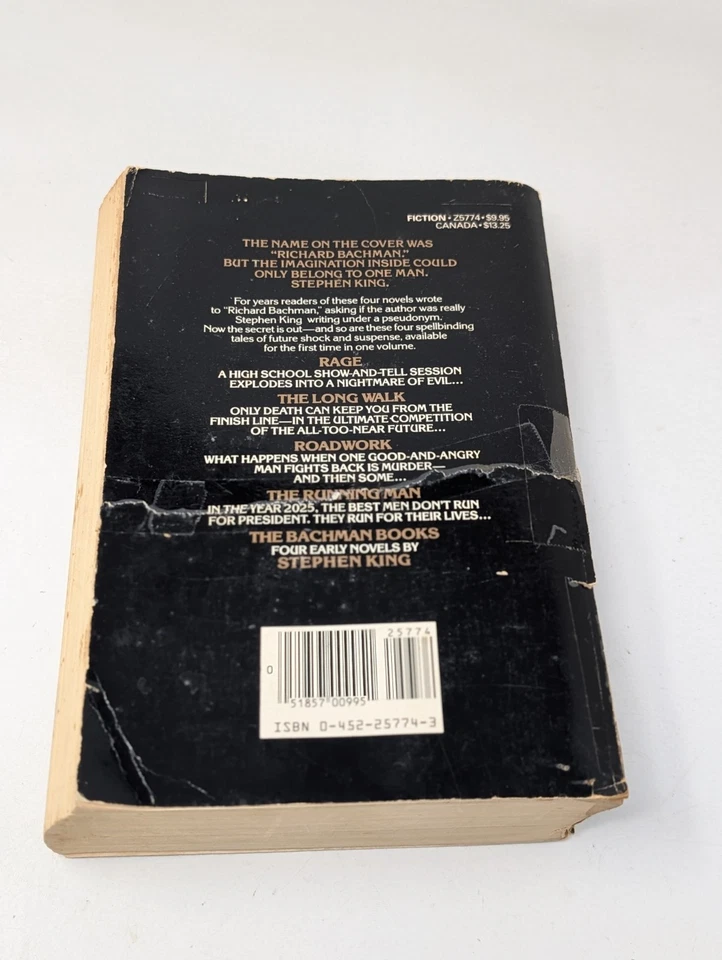 FICTION • Z5774 • $9.95
CANADA • $13.25
THE NAME ON THE COVER WAS
"RICHARD BACHMAN."
BUT THE IMAGINATION INSIDE COULD
ONLY BELONG TO ONE MAN.
STEPHEN KING.
For years readers of these four novels wrote
to "Richard Bachman," asking if the author was really
Stephen King writing under a pseudonym.
Now the secret is out—and so are these four spellbinding
tales of future shock and suspense, available
for the first time in one volume.
RAGE
A HIGH SCHOOL SHOW-AND-TELL SESSION
EXPLODES INTO A NIGHTMARE OF EVIL...
THE LONG WALK
ONLY DEATH CAN KEEP YOU FROM THE
FINISH LINE—IN THE ULTIMATE COMPETITION
OF THE ALL-TOO-NEAR FUTURE...
ROADWORK
WHAT HAPPENS WHEN ONE GOOD-AND-ANGRY
MAN FIGHTS BACK IS MURDER—
AND THEN SOME...
THE RUNNING MAN
IN THE YEAR 2025, THE BEST MEN DON'T RUN
FOR PRESIDENT. THEY RUN FOR THEIR LIVES...
THE BACHMAN BOOKS
FOUR EARLY NOVELS BY
STEPHEN KING
25774
0
51857 00995
ISBN 0-452-25774-3